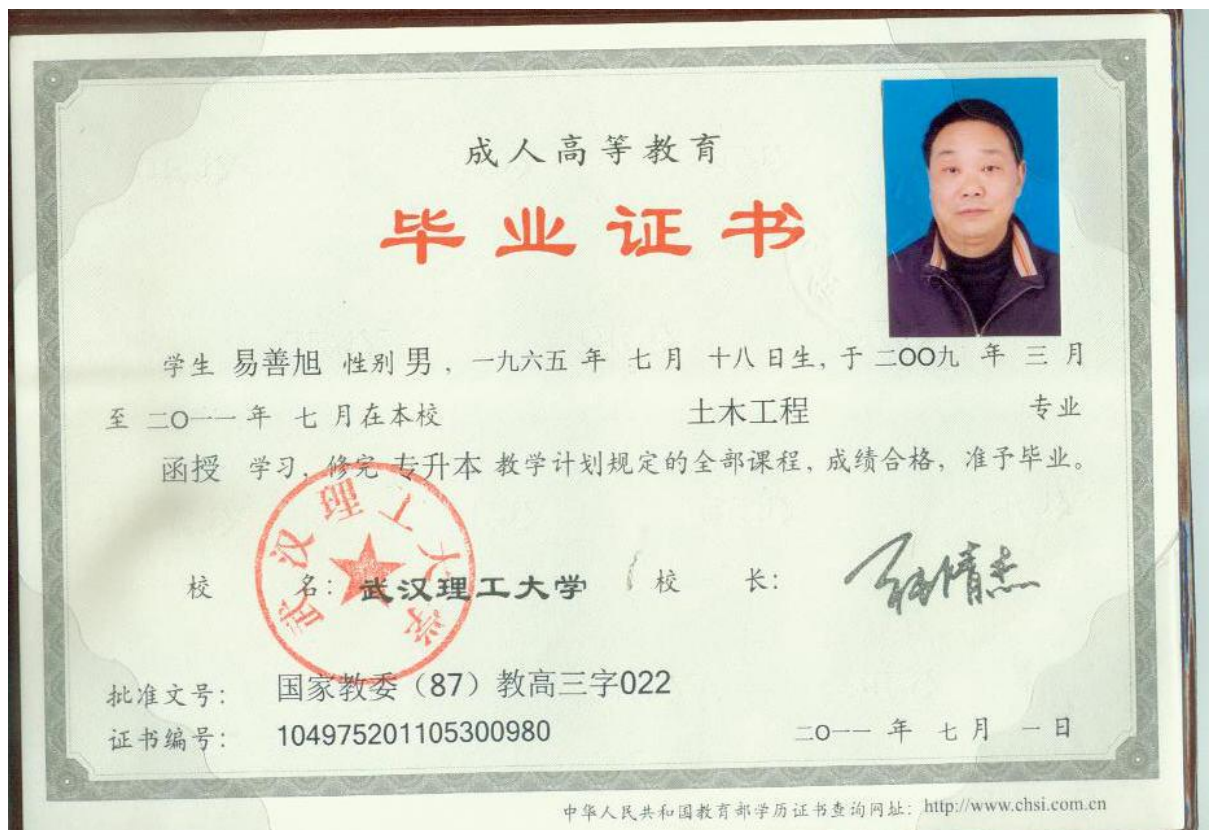 成人高等教育
毕业证书
学生 易善旭 性别 男，一九六五 年 七 月 十八 日生，于 二OO九 年 三 月
至 二O一一 年 七 月在本校 土木工程 专业
函授 学习，修完 专升本 教学计划规定的全部课程，成绩合格，准予毕业。
武汉理工大学
校 名：武汉理工大学 校 长：
批准文号： 国家教委（87）教高三字022
证书编号： 104975201105300980 二O一一 年 七 月 一 日
中华人民共和国教育部学历证书查询网址：http://www.chsi.com.cn